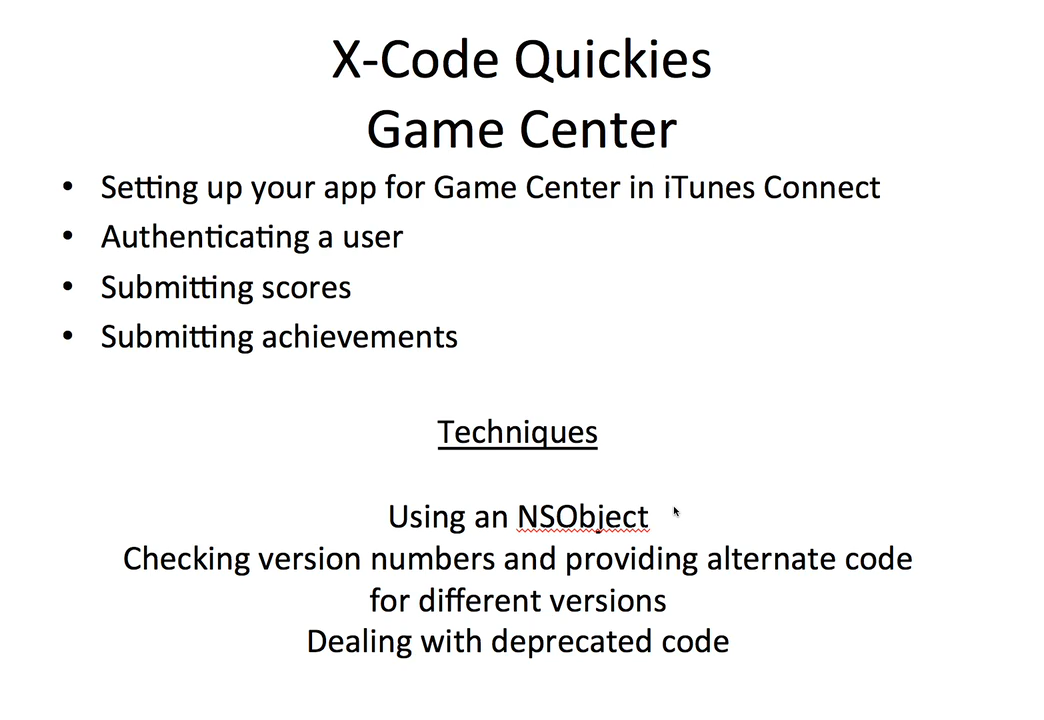 X-Code Quickies
Game Center
• Setting up your app for Game Center in iTunes Connect
• Authenticating a user
• Submitting scores
• Submitting achievements
Techniques
Using an NSObject
Checking version numbers and providing alternate code
for different versions
Dealing with deprecated code